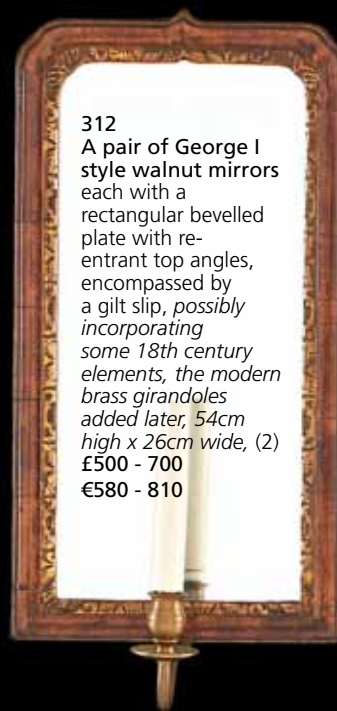 312
A pair of George I
style walnut mirrors
each with a
rectangular bevelled
plate with re-
entrant top angles,
encompassed by
a gilt slip, possibly
incorporating
some 18th century
elements, the modern
brass girandoles
added later, 54cm
high x 26cm wide, (2)
£500 - 700
€580 - 810